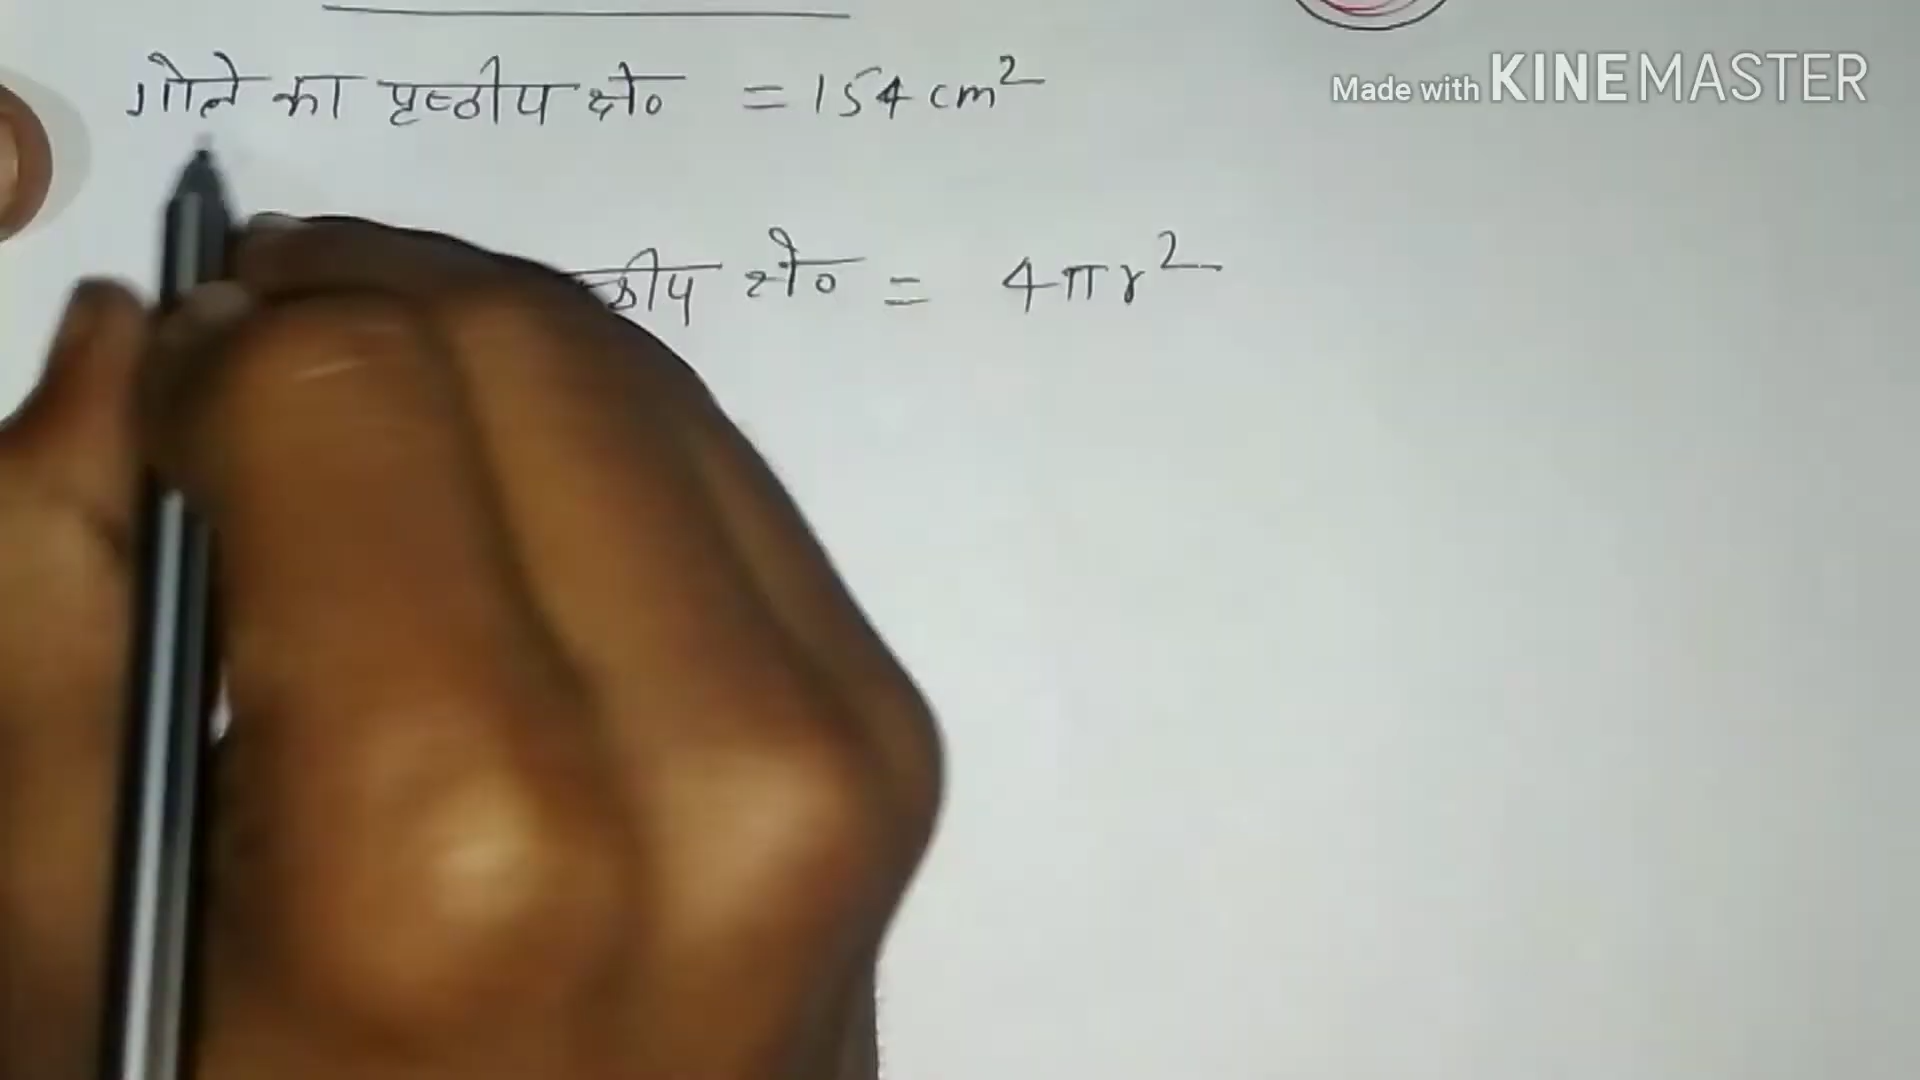 गोले का पृष्ठीय क्षे० = 154 cm²
Made with KINEMASTER
क्षे० = 4πr²